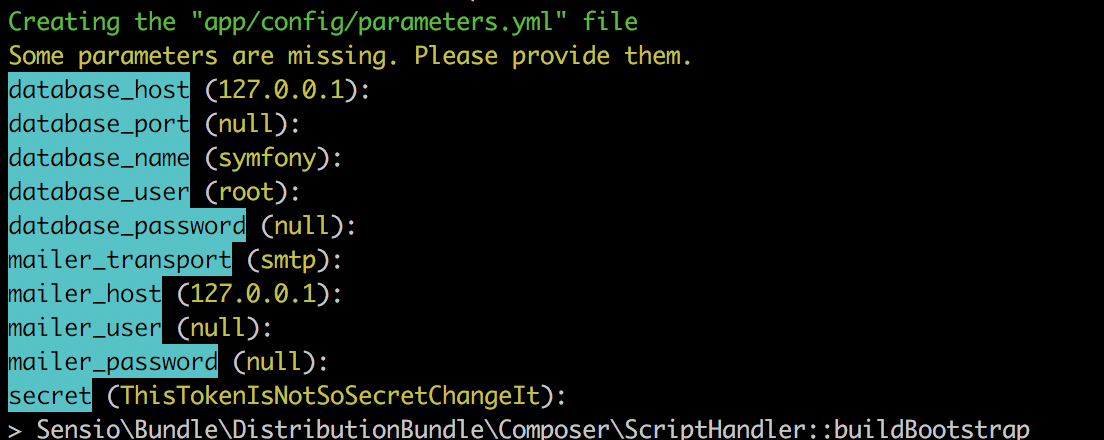 Creating the "app/config/parameters.yml" file
Some parameters are missing. Please provide them.
database_host (127.0.0.1):
database_port (null):
database_name (symfony):
database_user (root):
database_password (null):
mailer_transport (smtp):
mailer_host (127.0.0.1):
mailer_user (null):
mailer_password (null):
secret (ThisTokenIsNotSoSecretChangeIt):
> Sensio\Bundle\DistributionBundle\Composer\ScriptHandler::buildBootstrap